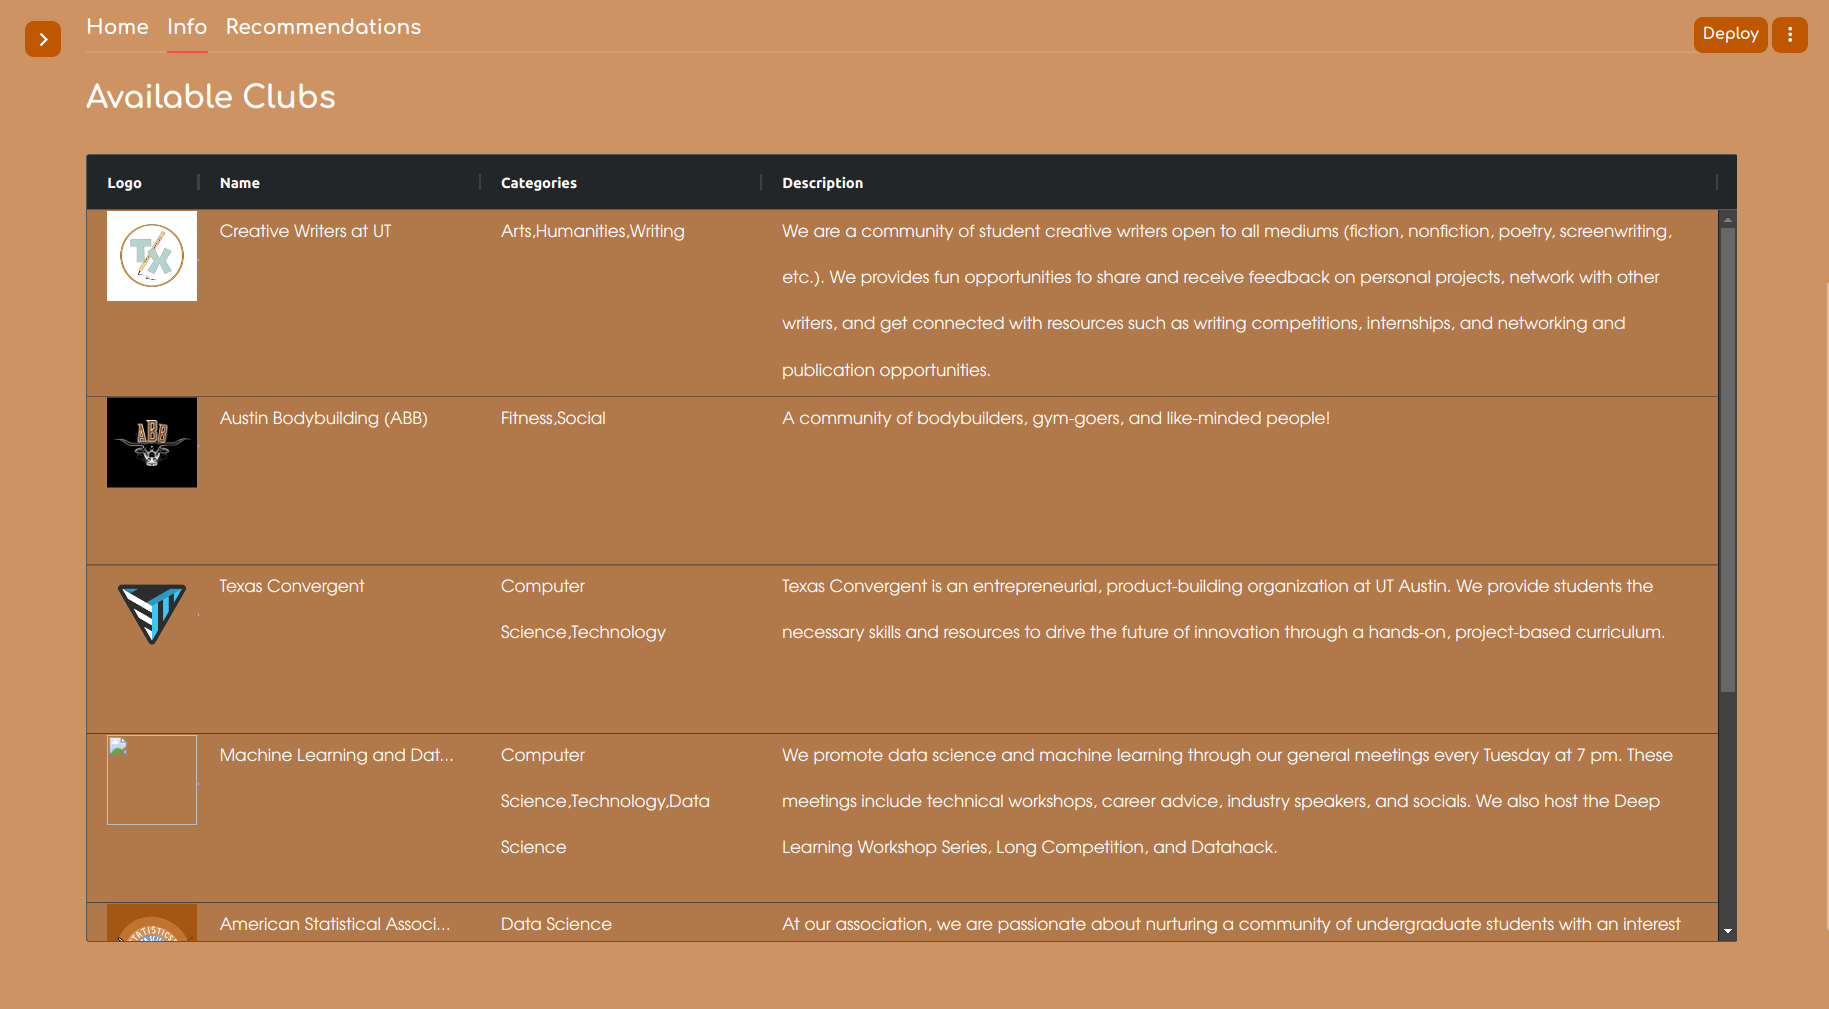 Home Info Recommendations
Deploy
Available Clubs
Logo Name Categories Description
TX
Creative Writers at UT
Arts,Humanities,Writing
We are a community of student creative writers open to all mediums (fiction, nonfiction, poetry, screenwriting,
etc.). We provides fun opportunities to share and receive feedback on personal projects, network with other
writers, and get connected with resources such as writing competitions, internships, and networking and
publication opportunities.
ABB
Austin Bodybuilding (ABB)
Fitness,Social
A community of bodybuilders, gym-goers, and like-minded people!
Texas Convergent
Computer
Science,Technology
Texas Convergent is an entrepreneurial, product-building organization at UT Austin. We provide students the
necessary skills and resources to drive the future of innovation through a hands-on, project-based curriculum.
Machine Learning and Dat...
Computer
Science,Technology,Data
Science
We promote data science and machine learning through our general meetings every Tuesday at 7 pm. These
meetings include technical workshops, career advice, industry speakers, and socials. We also host the Deep
Learning Workshop Series, Long Competition, and Datahack.
American Statistical Associ...
Data Science
At our association, we are passionate about nurturing a community of undergraduate students with an interest